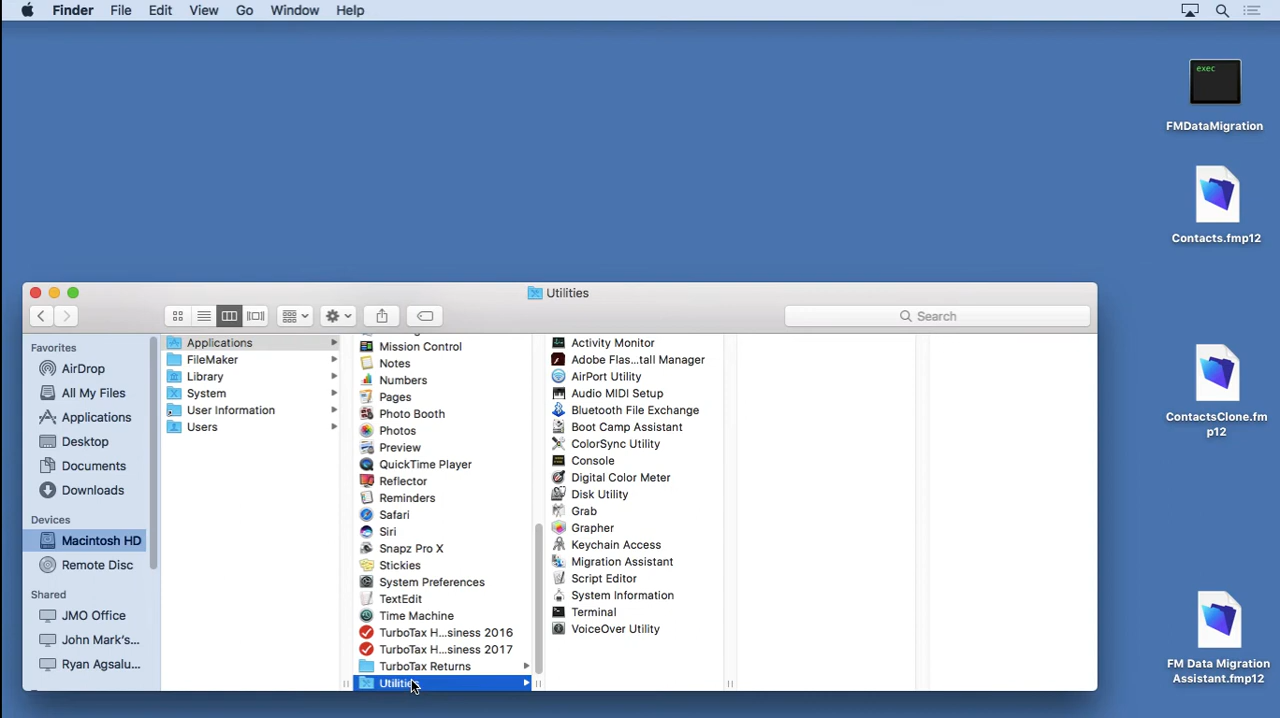 Finder File Edit View Go Window Help
exec
FMDataMigration
Contacts.fmp12
ContactsClone.fm
p12
FM Data Migration
Assistant.fmp12
Utilities
Search
Favorites
AirDrop
All My Files
Applications
Desktop
Documents
Downloads
Devices
Macintosh HD
Remote Disc
Shared
JMO Office
John Mark's...
Ryan Agsalu...
Applications
FileMaker
Library
System
User Information
Users
Mission Control
Notes
Numbers
Pages
Photo Booth
Photos
Preview
QuickTime Player
Reflector
Reminders
Safari
Siri
Snapz Pro X
Stickies
System Preferences
TextEdit
Time Machine
TurboTax H...siness 2016
TurboTax H...siness 2017
TurboTax Returns
Utilities
Activity Monitor
Adobe Flas...tall Manager
AirPort Utility
Audio MIDI Setup
Bluetooth File Exchange
Boot Camp Assistant
ColorSync Utility
Console
Digital Color Meter
Disk Utility
Grab
Grapher
Keychain Access
Migration Assistant
Script Editor
System Information
Terminal
VoiceOver Utility